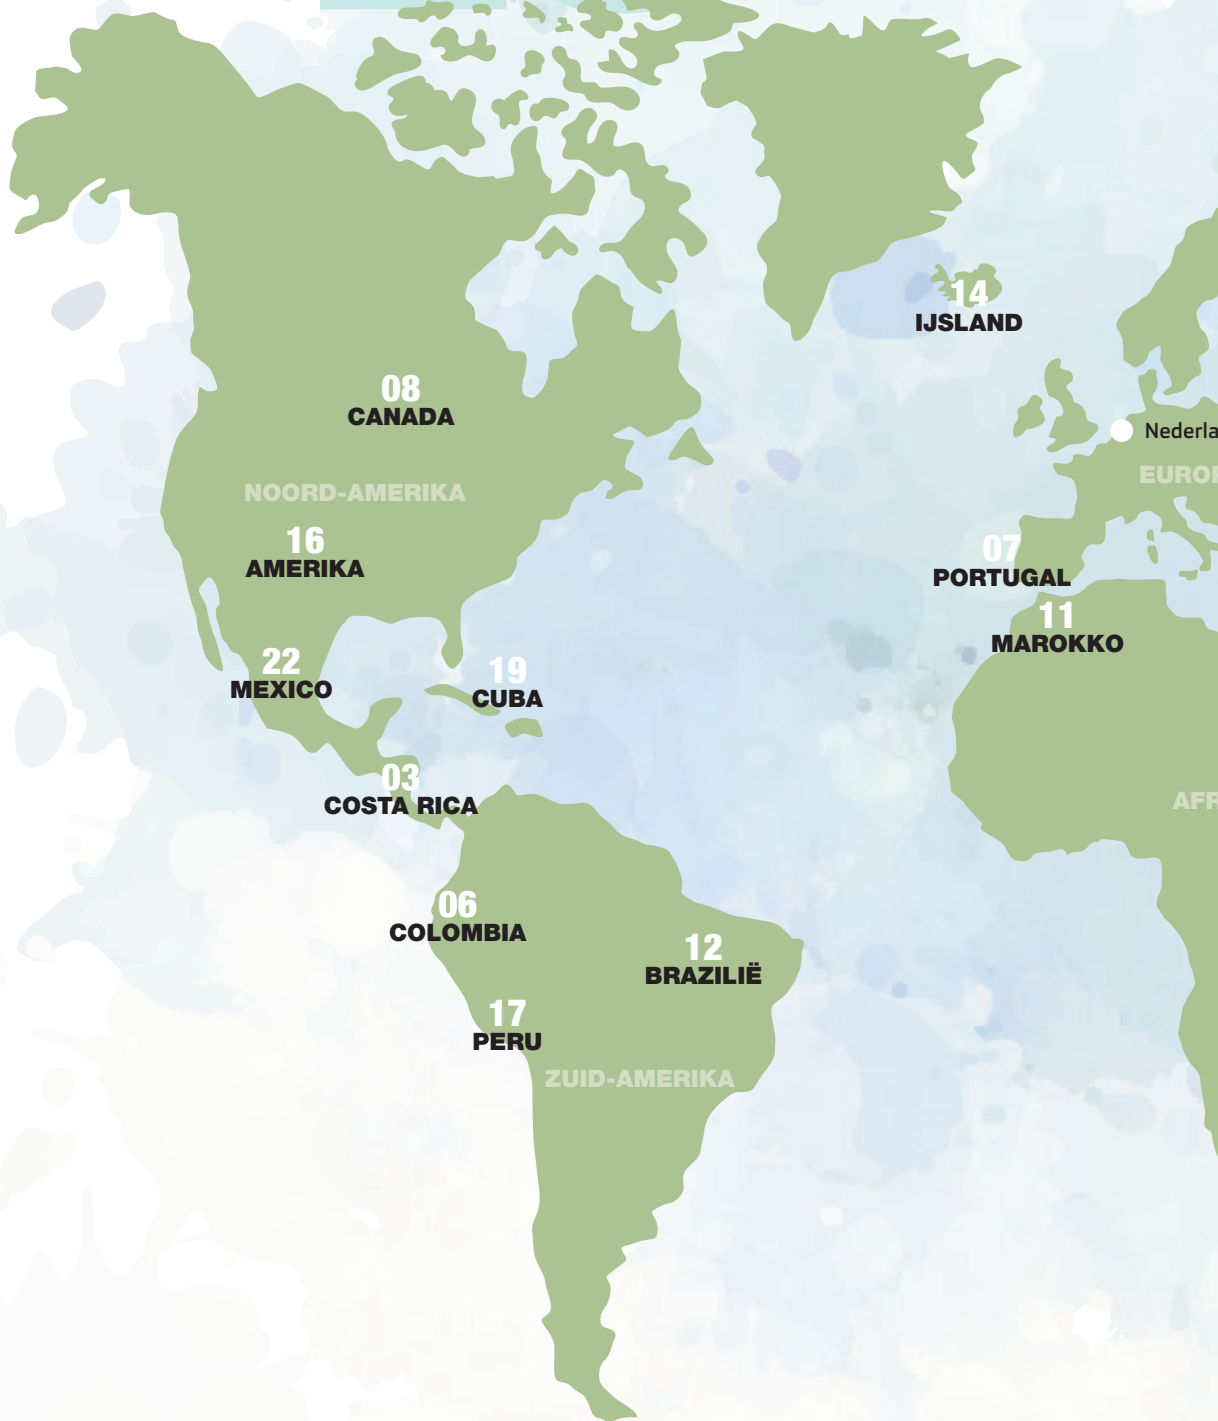 14
IJSLAND
08
CANADA
Nederla
EUROP
NOORD-AMERIKA
16
AMERIKA
07
PORTUGAL
11
MAROKKO
22
MEXICO
19
CUBA
03
COSTA RICA
AFR
06
COLOMBIA
12
BRAZILIË
17
PERU
ZUID-AMERIKA